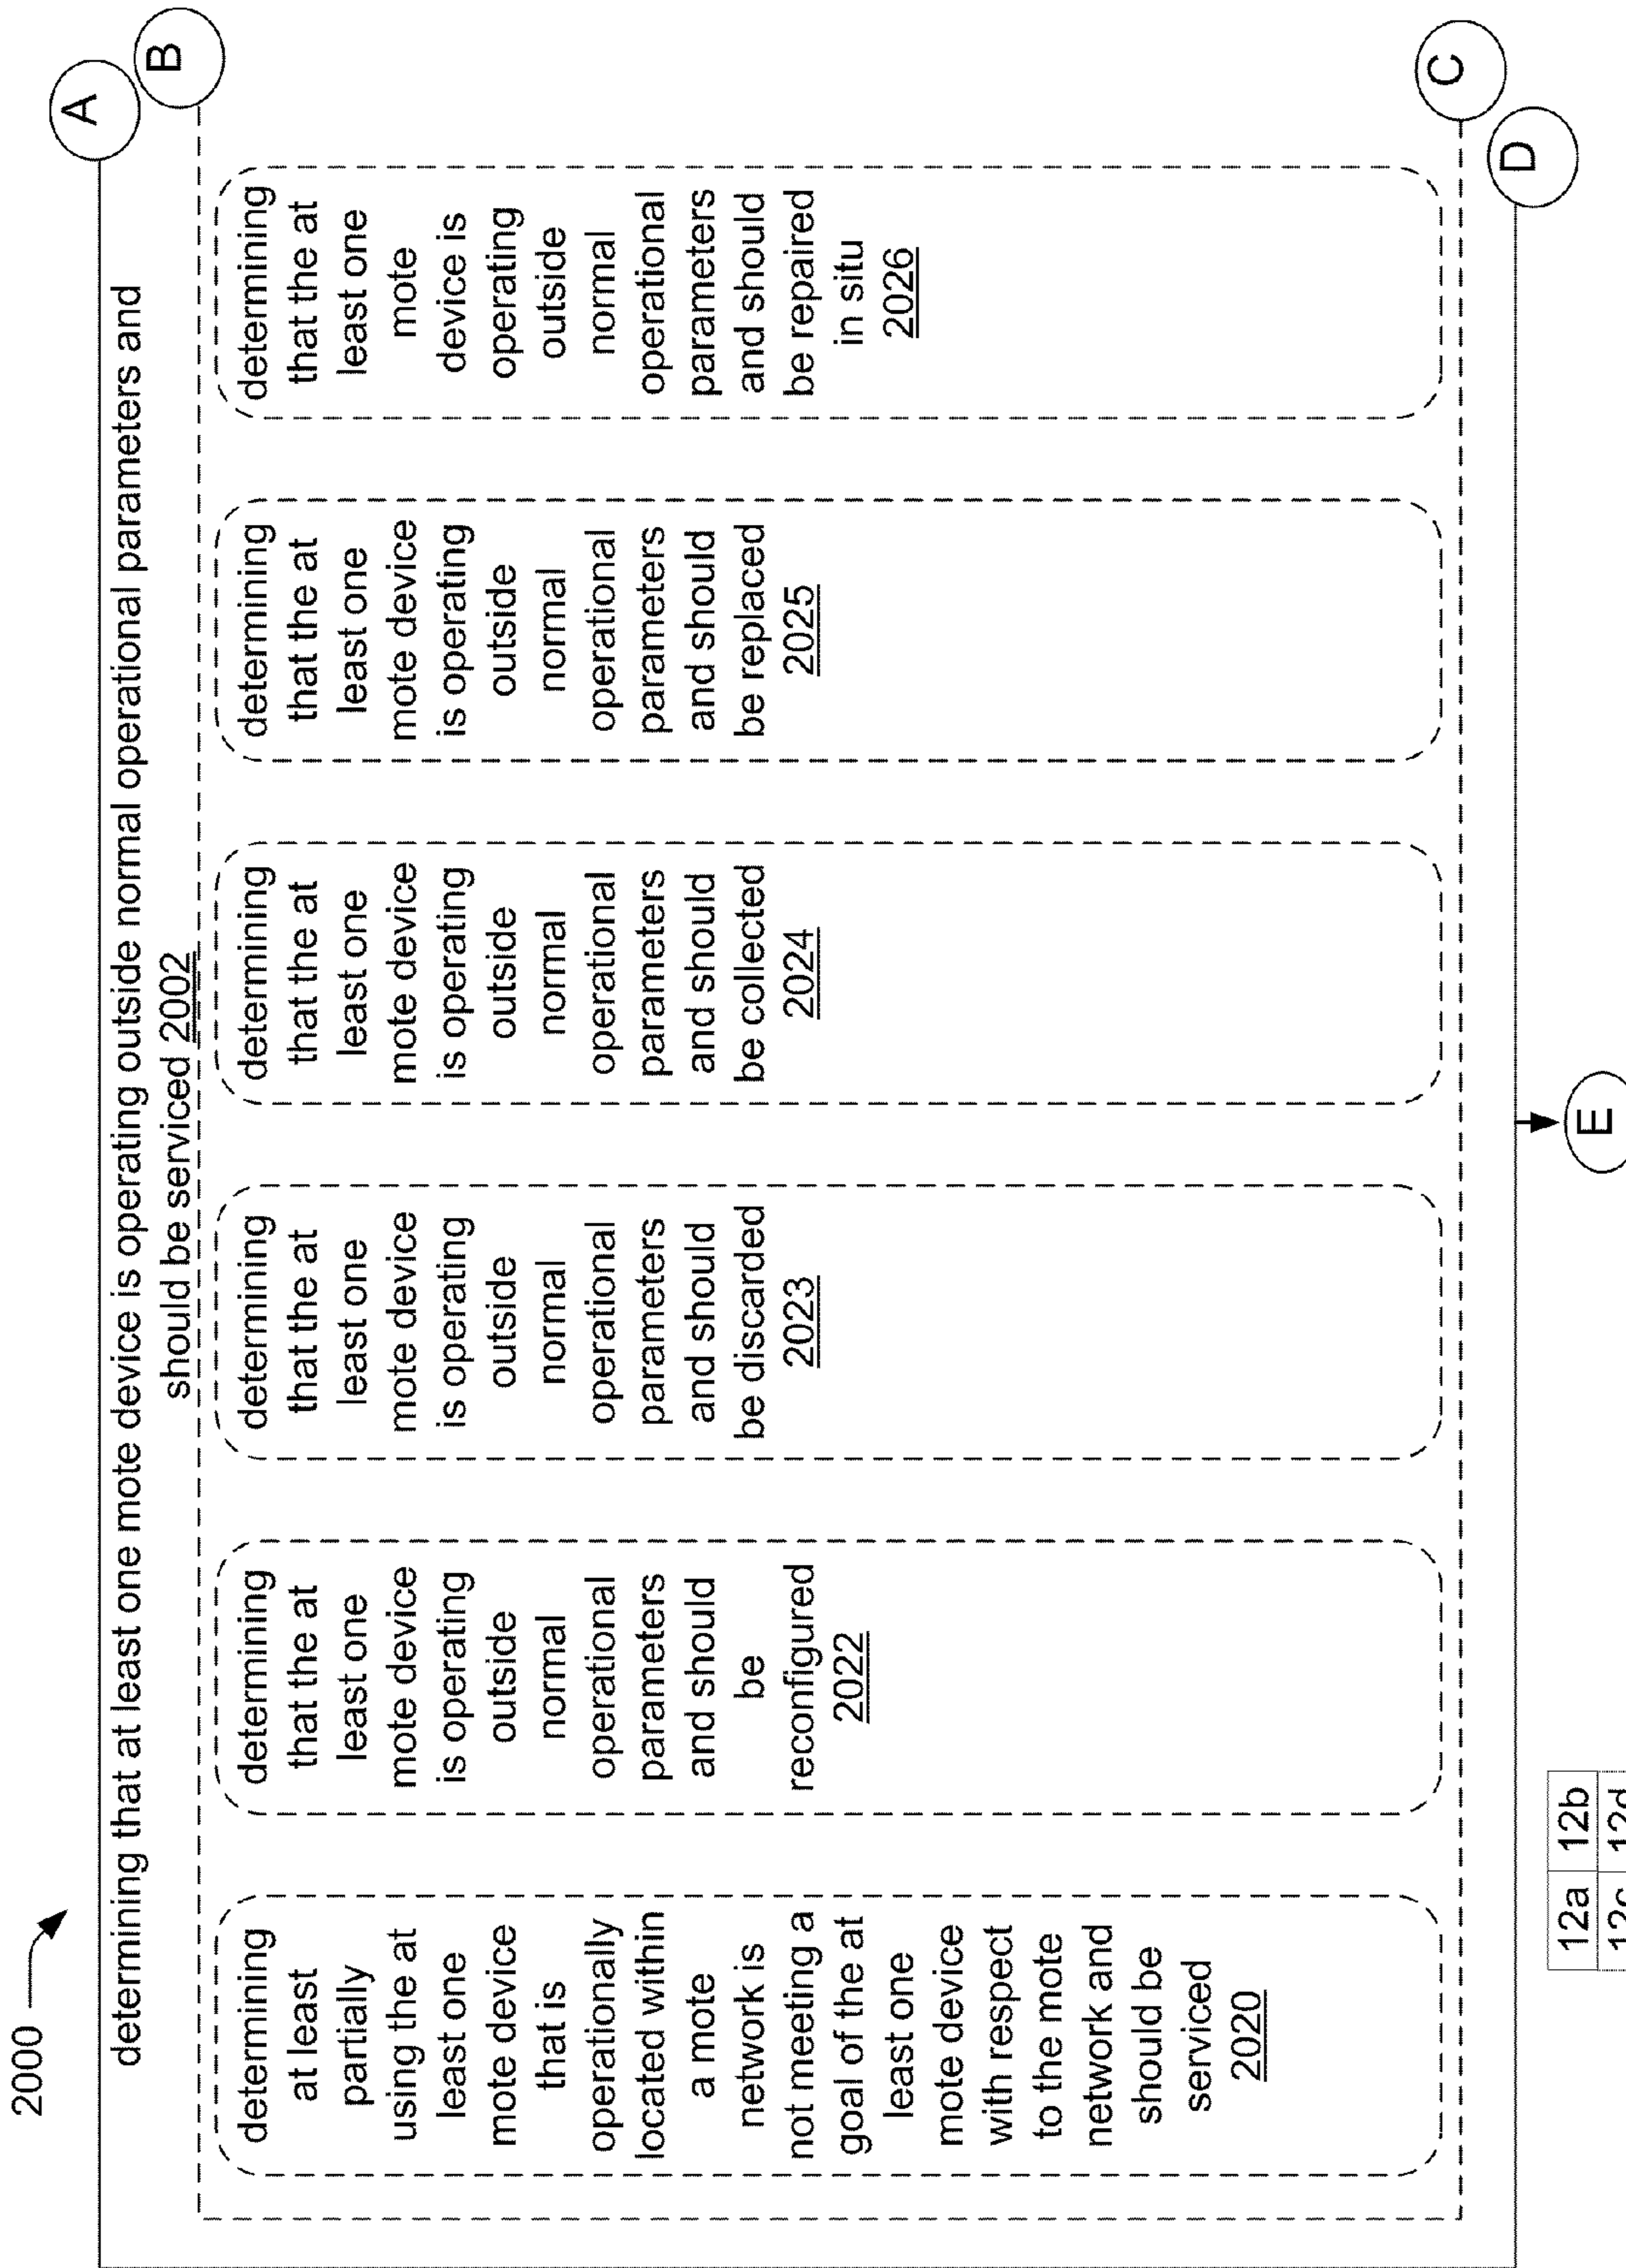 2000
determining that at least one mote device is operating outside normal operational parameters and
should be serviced 2002
determining
at least
partially
using the at
least one
mote device
that is
operationally
located within
a mote
network is
not meeting a
goal of the at
least one
mote device
with respect
to the mote
network and
should be
serviced
2020
determining
that the at
least one
mote device
is operating
outside
normal
operational
parameters
and should
be
reconfigured
2022
determining
that the at
least one
mote device
is operating
outside
normal
operational
parameters
and should
be discarded
2023
determining
that the at
least one
mote device
is operating
outside
normal
operational
parameters
and should
be collected
2024
determining
that the at
least one
mote device
is operating
outside
normal
operational
parameters
and should
be replaced
2025
determining
that the at
least one
mote
device is
operating
outside
normal
operational
parameters
and should
be repaired
in situ
2026
A
B
C
D
E
12a 12b
12c 12d